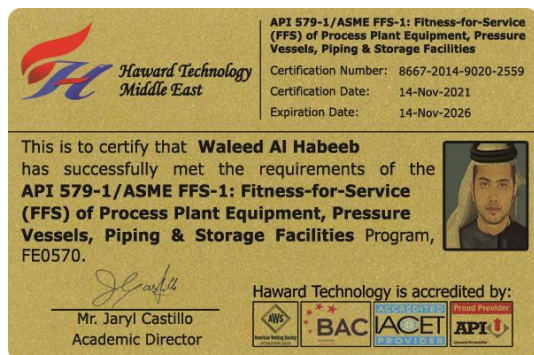 Haward Technology
Middle East
API 579-1/ASME FFS-1: Fitness-for-Service
(FFS) of Process Plant Equipment, Pressure
Vessels, Piping & Storage Facilities
Certification Number: 8667-2014-9020-2559
Certification Date: 14-Nov-2021
Expiration Date: 14-Nov-2026
This is to certify that Waleed Al Habeeb
has successfully met the requirements of the
API 579-1/ASME FFS-1: Fitness-for-Service
(FFS) of Process Plant Equipment, Pressure
Vessels, Piping & Storage Facilities Program,
FE0570.
Mr. Jaryl Castillo
Academic Director
Haward Technology is accredited by:
AWS
American Welding Society
BAC
ACCREDITED
IACET
PROVIDER
Proud Provider
API U